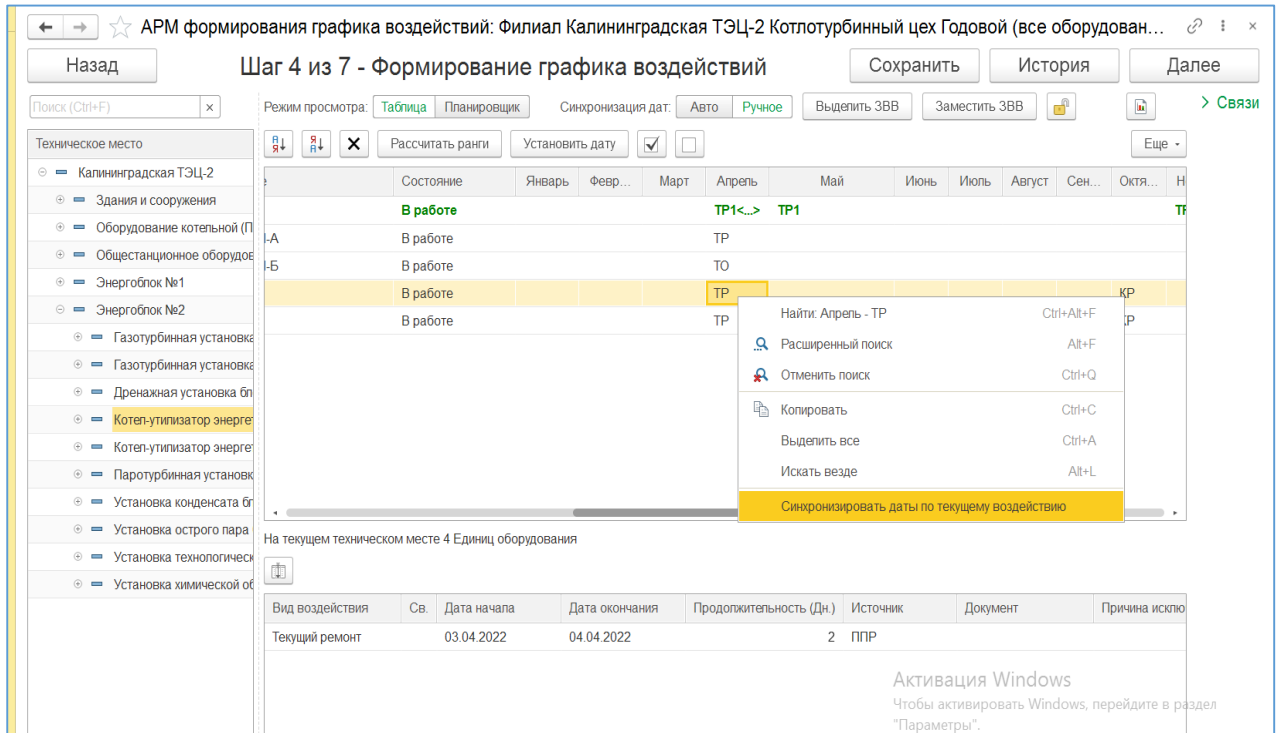 АРМ формирования графика воздействий: Филиал Калининградская ТЭЦ-2 Котлотурбинный цех Годовой (все оборудован...
Назад
Шаг 4 из 7 - Формирование графика воздействий
Сохранить
История
Далее
Поиск (Ctrl+F)
Режим просмотра: Таблица Планировщик
Синхронизация дат: Авто Ручное
Выделить ЗВВ
Заместить ЗВВ
Связи
Техническое место
Рассчитать ранги
Установить дату
Еще
Калининградская ТЭЦ-2
Здания и сооружения
Оборудование котельной (П
Общестанционное оборудов
Энергоблок №1
Энергоблок №2
Газотурбинная установка
Газотурбинная установка
Дренажная установка бл
Котел-утилизатор энергет
Котел-утилизатор энергет
Паротурбинная установк
Установка конденсата бл
Установка острого пара
Установка технологическ
Установка химической об
Состояние Январь Февр... Март Апрель Май Июнь Июль Август Сен... Октя... Н
В работе ТР1<...> ТР1 ТР
I-А В работе ТР
I-Б В работе ТО
В работе ТР КР
В работе ТР КР
Найти: Апрель - ТР Ctrl+Alt+F
Расширенный поиск Alt+F
Отменить поиск Ctrl+Q
Копировать Ctrl+C
Выделить все Ctrl+A
Искать везде Alt+L
Синхронизировать даты по текущему воздействию
На текущем техническом месте 4 Единиц оборудования
Вид воздействия Св. Дата начала Дата окончания Продолжительность (Дн.) Источник Документ Причина исклю
Текущий ремонт 03.04.2022 04.04.2022 2 ППР
Активация Windows
Чтобы активировать Windows, перейдите в раздел
"Параметры".